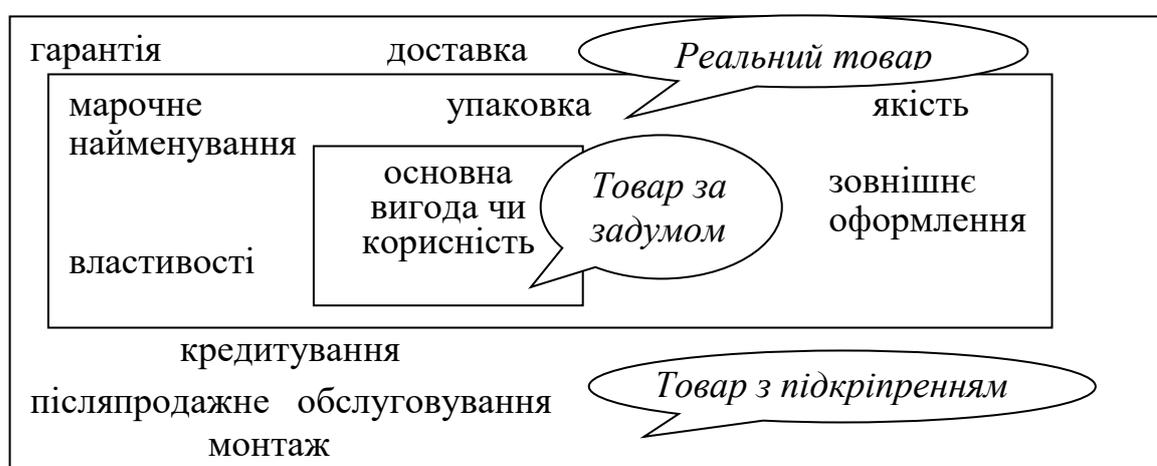 гарантія доставка Реальний товар
марочне упаковка якість
найменування
основна
вигода чи
корисність
Товар за
задумом
зовнішнє
оформлення
властивості
кредитування
післяпродажне обслуговування
монтаж
Товар з підкріпренням